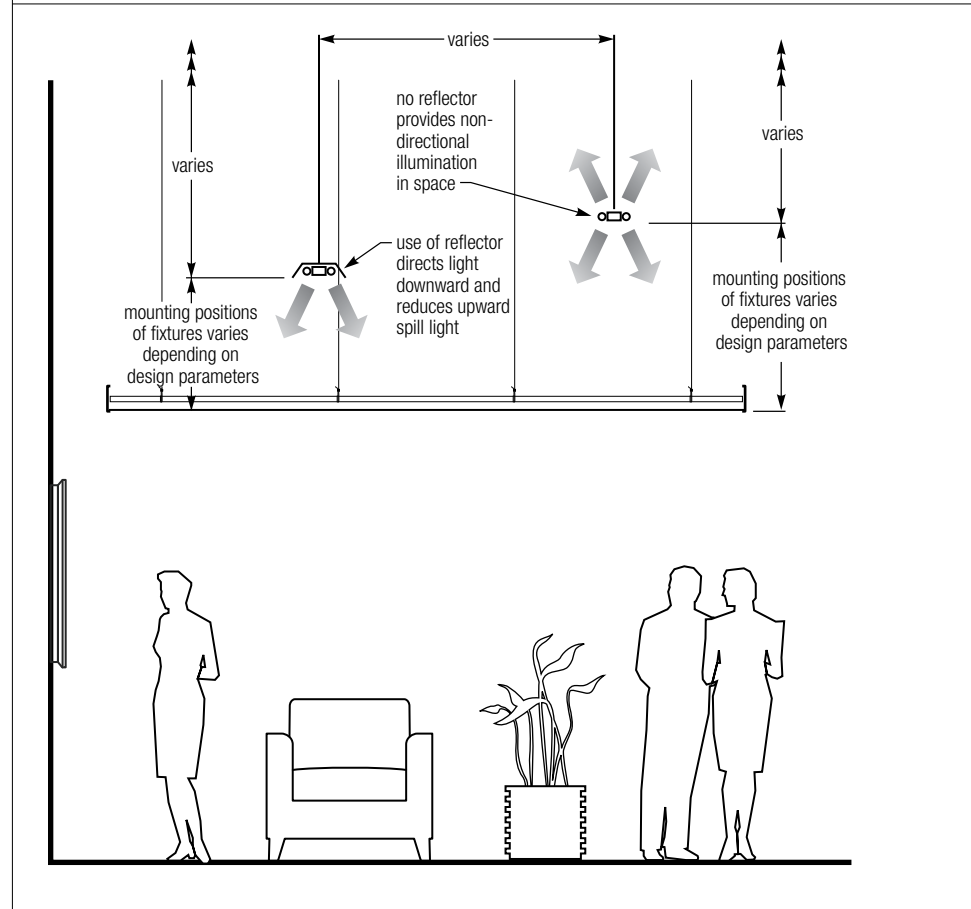 varies
no reflector
provides non-
directional
illumination
in space
varies
varies
use of reflector
directs light
downward and
reduces upward
spill light
mounting positions
of fixtures varies
depending on
design parameters
mounting positions
of fixtures varies
depending on
design parameters